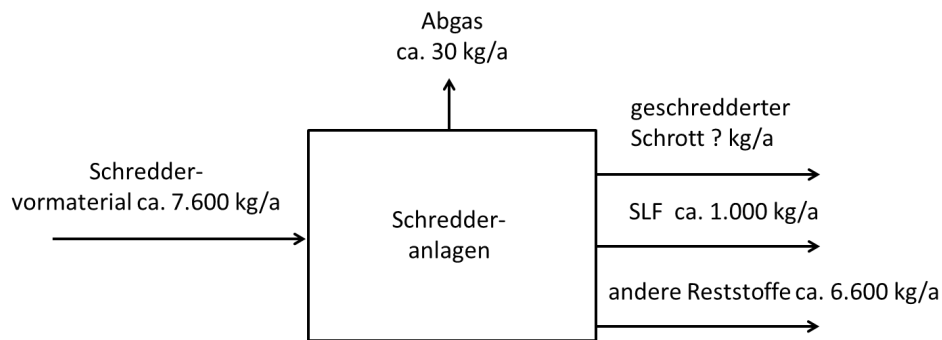 Abgas
ca. 30 kg/a
geschredderter
Schrott ? kg/a
Schredder-
vormaterial ca. 7.600 kg/a
SLF ca. 1.000 kg/a
Schredder-
anlagen
andere Reststoffe ca. 6.600 kg/a